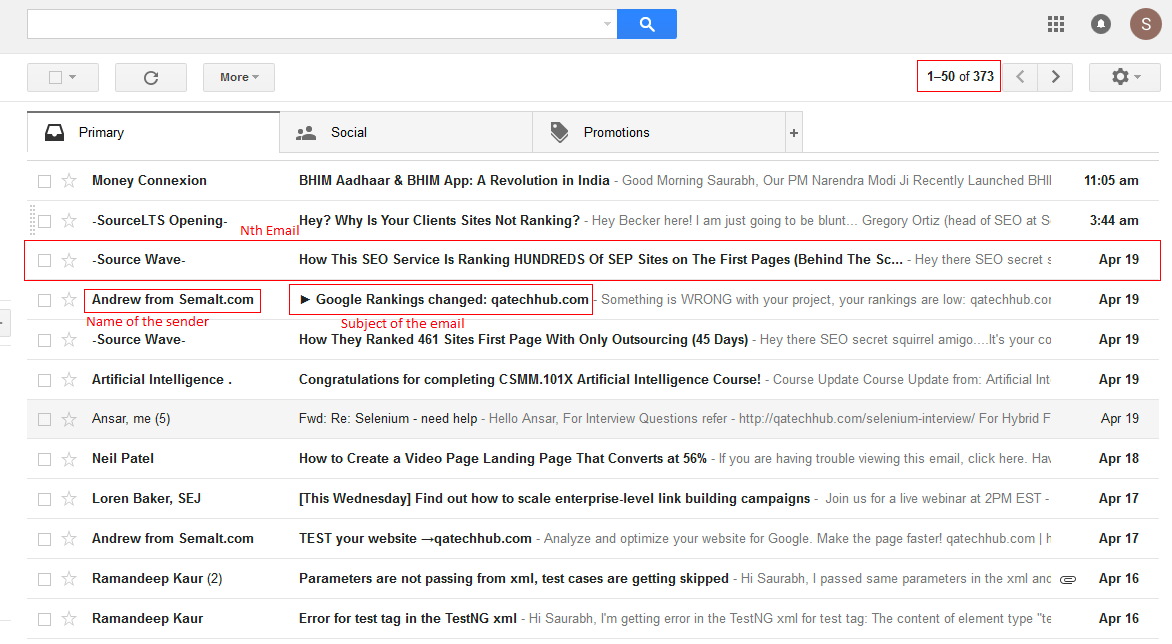 S
More
1–50 of 373
Primary
Social
Promotions
+
Money Connexion BHIM Aadhaar & BHIM App: A Revolution in India - Good Morning Saurabh, Our PM Narendra Modi Ji Recently Launched BHII 11:05 am
-SourceLTS Opening- Hey? Why Is Your Clients Sites Not Ranking? - Hey Becker here! I am just going to be blunt... Gregory Ortiz (head of SEO at Se 3:44 am
Nth Email
-Source Wave- How This SEO Service Is Ranking HUNDREDS Of SEP Sites on The First Pages (Behind The Sc... - Hey there SEO secret s Apr 19
Andrew from Semalt.com ► Google Rankings changed: qatechhub.com - Something is WRONG with your project, your rankings are low: qatechhub.cor Apr 19
Name of the sender Subject of the email
-Source Wave- How They Ranked 461 Sites First Page With Only Outsourcing (45 Days) - Hey there SEO secret squirrel amigo....It's your co Apr 19
Artificial Intelligence . Congratulations for completing CSMM.101X Artificial Intelligence Course! - Course Update Course Update from: Artificial Int Apr 19
Ansar, me (5) Fwd: Re: Selenium - need help - Hello Ansar, For Interview Questions refer - http://qatechhub.com/selenium-interview/ For Hybrid F Apr 19
Neil Patel How to Create a Video Page Landing Page That Converts at 56% - If you are having trouble viewing this email, click here. Hav Apr 18
Loren Baker, SEJ [This Wednesday] Find out how to scale enterprise-level link building campaigns - Join us for a live webinar at 2PM EST - Apr 17
Andrew from Semalt.com TEST your website →qatechhub.com - Analyze and optimize your website for Google. Make the page faster! qatechhub.com | h Apr 17
Ramandeep Kaur (2) Parameters are not passing from xml, test cases are getting skipped - Hi Saurabh, I passed same parameters in the xml and Apr 16
Ramandeep Kaur Error for test tag in the TestNG xml - Hi Saurabh, I'm getting error in the TestNG xml for test tag: The content of element type "te Apr 16